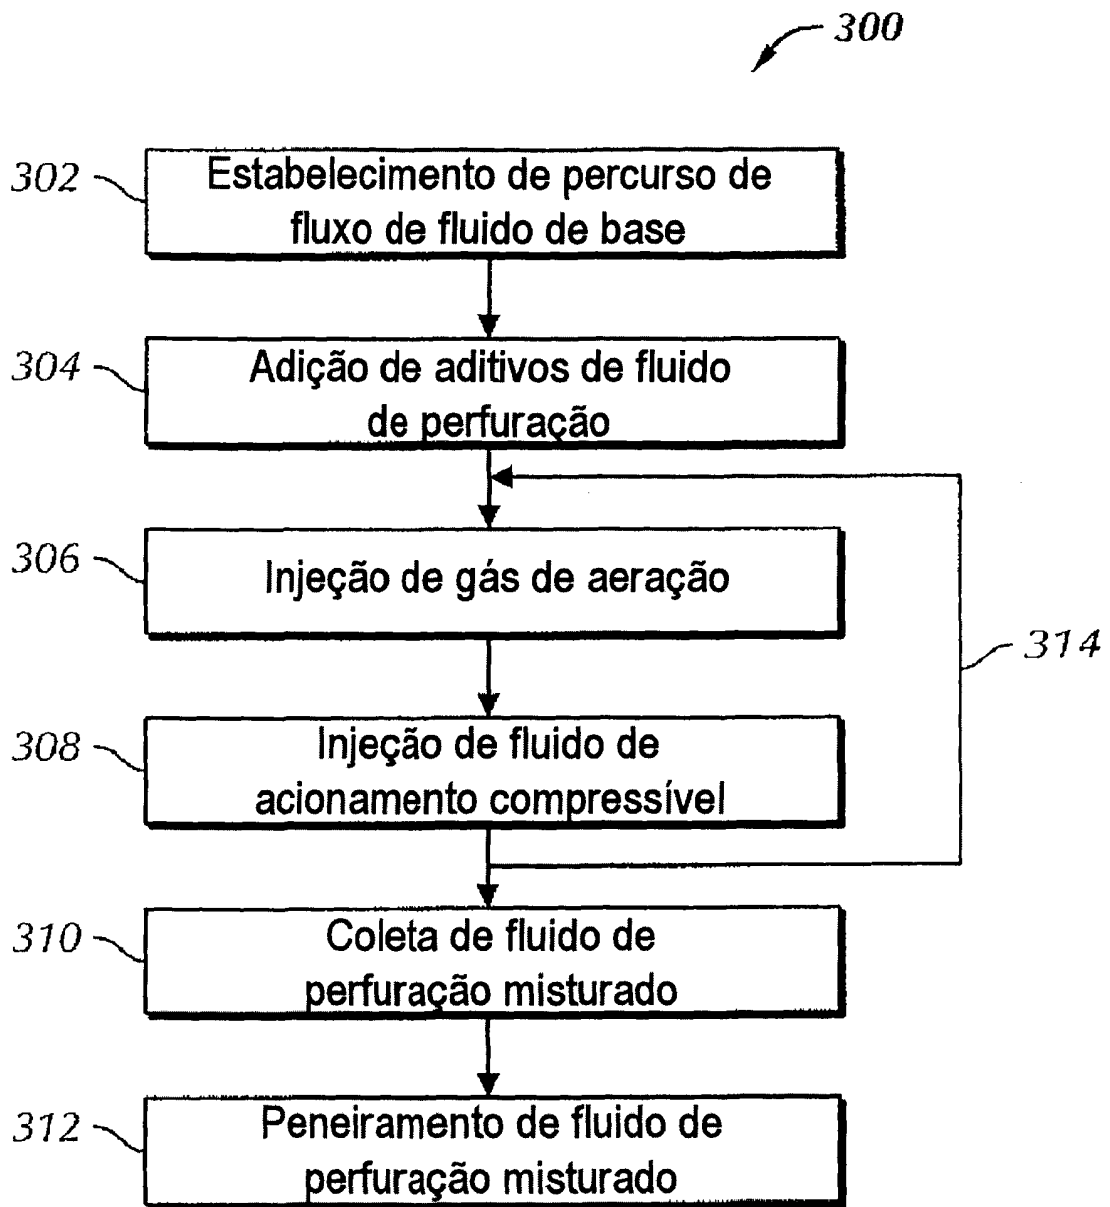 300
302
Estabelecimento de percurso de
fluxo de fluido de base
304
Adição de aditivos de fluido
de perfuração
306
Injeção de gás de aeração
314
308
Injeção de fluido de
acionamento compressível
310
Coleta de fluido de
perfuração misturado
312
Peneiramento de fluido de
perfuração misturado